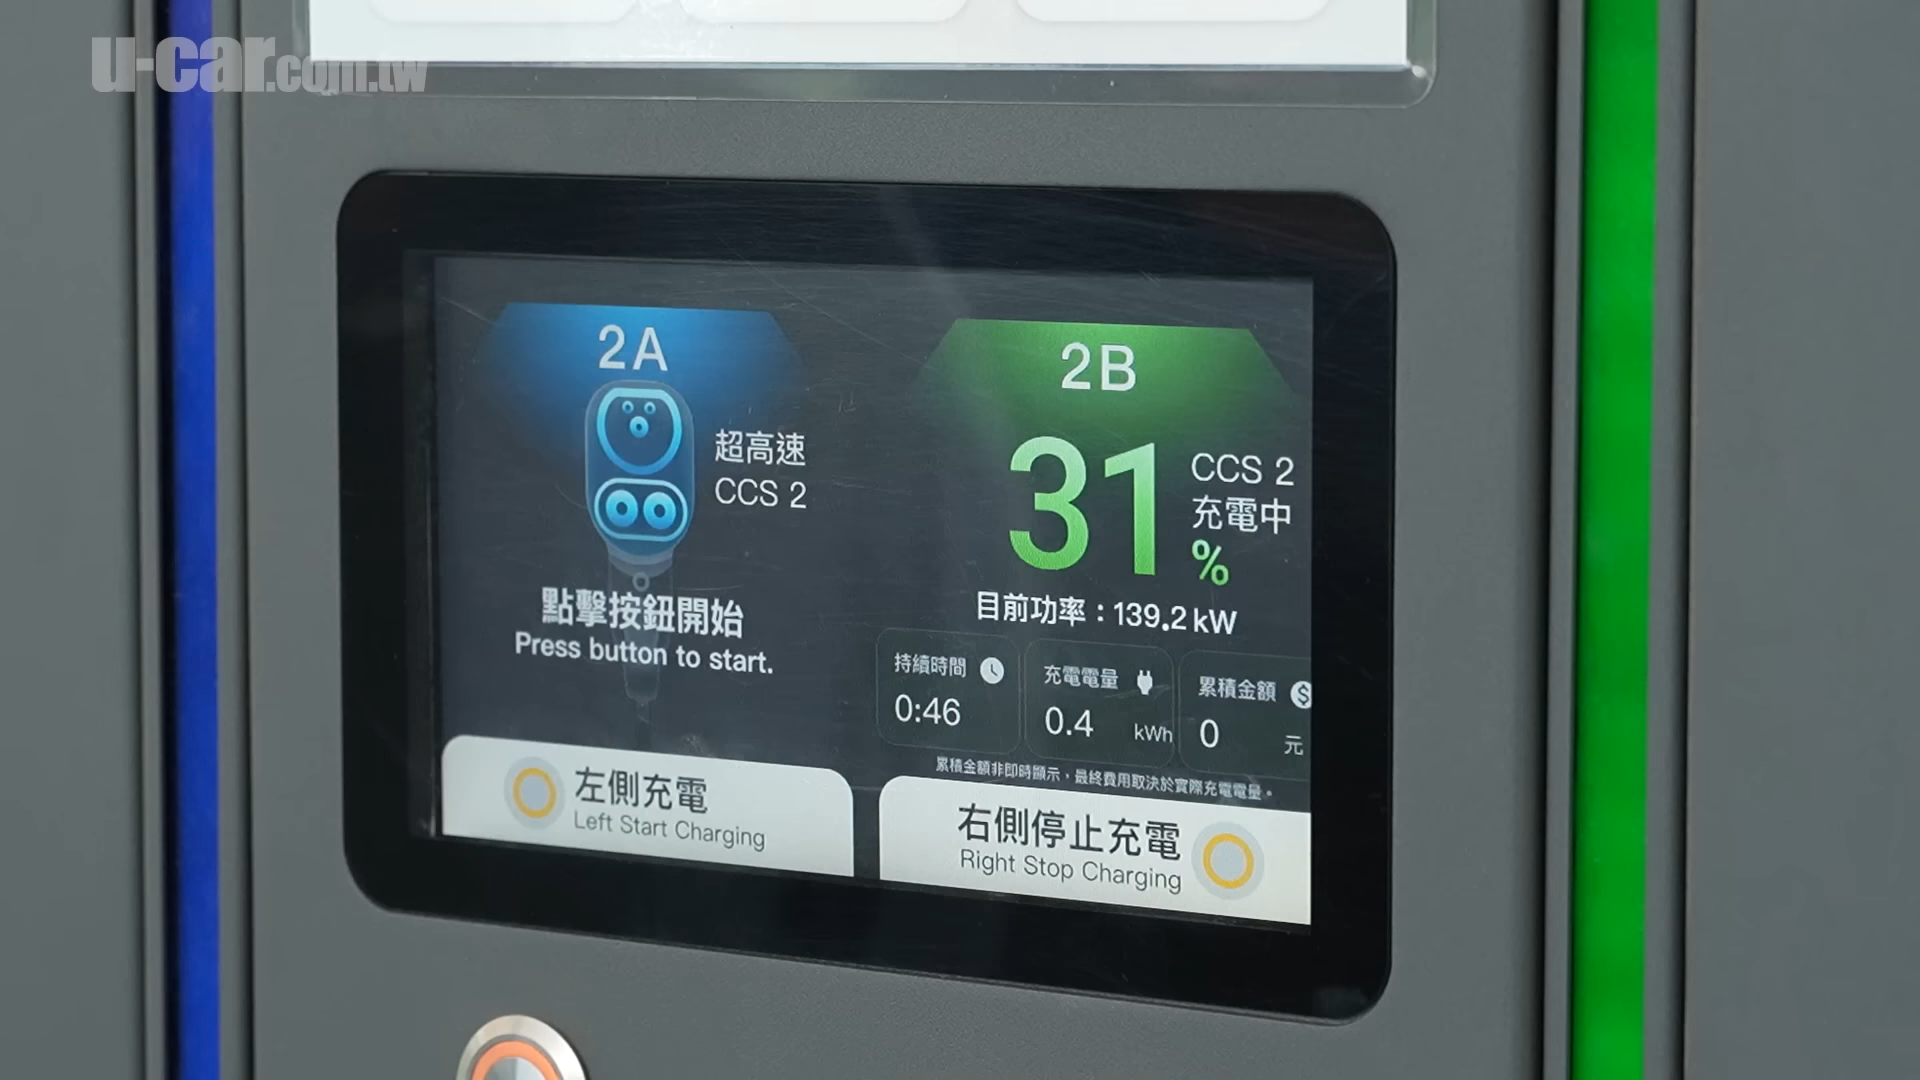 u-car.com.tw
2A
超高速
CCS 2
點擊按鈕開始
Press button to start.
左側充電
Left Start Charging
2B
31
%
CCS 2
充電中
目前功率：139.2 kW
持續時間
0:46
充電電量
0.4 kWh
累積金額
0 元
累積金額非即時顯示，最終費用取決於實際充電電量。
右側停止充電
Right Stop Charging